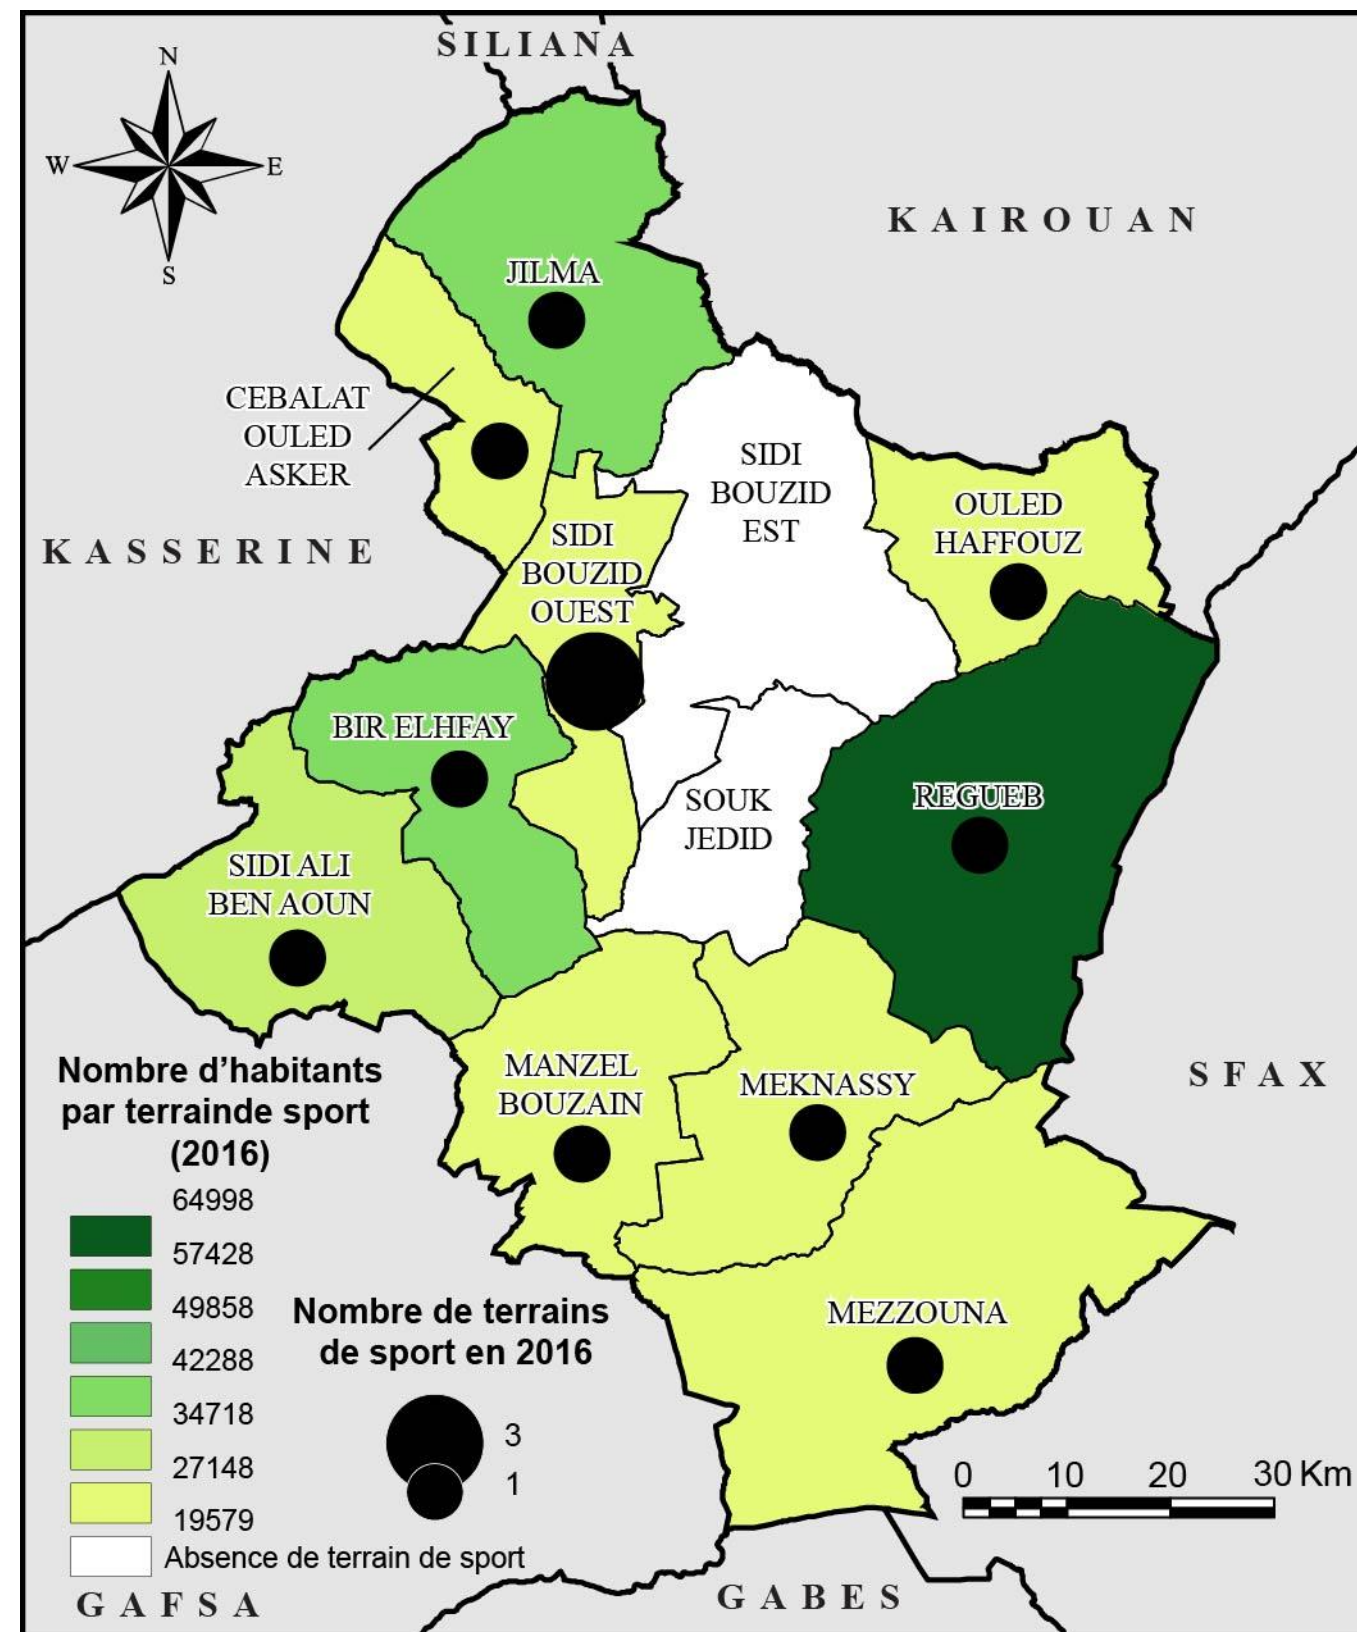 SILIANA
N
W
E
S
KAIROUAN
JILMA
CEBALAT
OULED
ASKER
SIDI
BOUZID
EST
OULED
HAFFOUZ
KASSERINE
SIDI
BOUZID
OUEST
BIR ELHFAY
SOUK
JEDID
REGUEB
SIDI ALI
BEN AOUN
MANZEL
BOUZAIN
MEKNASSY
SFAX
MEZZOUNA
Nombre d'habitants
par terrainde sport
(2016)
64998
57428
49858
42288
34718
27148
19579
Absence de terrain de sport
Nombre de terrains
de sport en 2016
3
1
0 10 20 30 Km
GAFSA
GABES